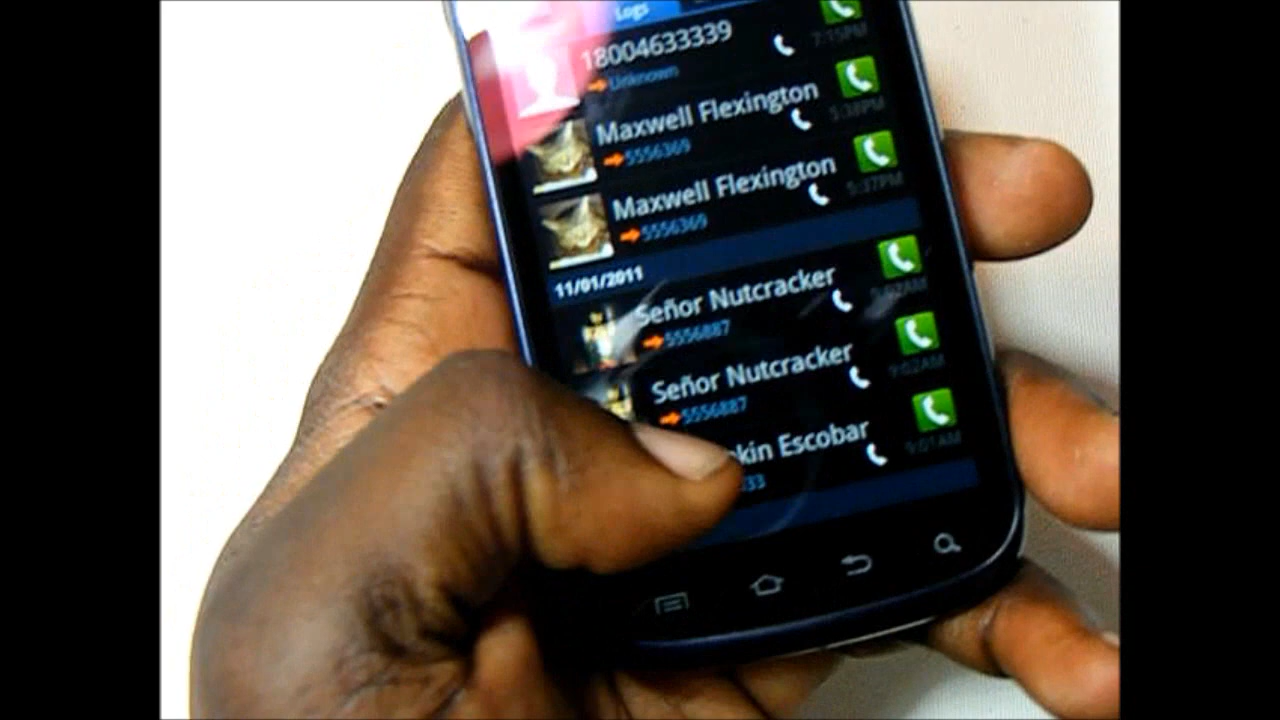 Logs
18004633339
7:15PM
Unknown
Maxwell Flexington
5:38PM
5556369
Maxwell Flexington
5:37PM
5556369
11/01/2011
Señor Nutcracker
5556887
Señor Nutcracker
9:02AM
5556887
Escobar
9:01AM